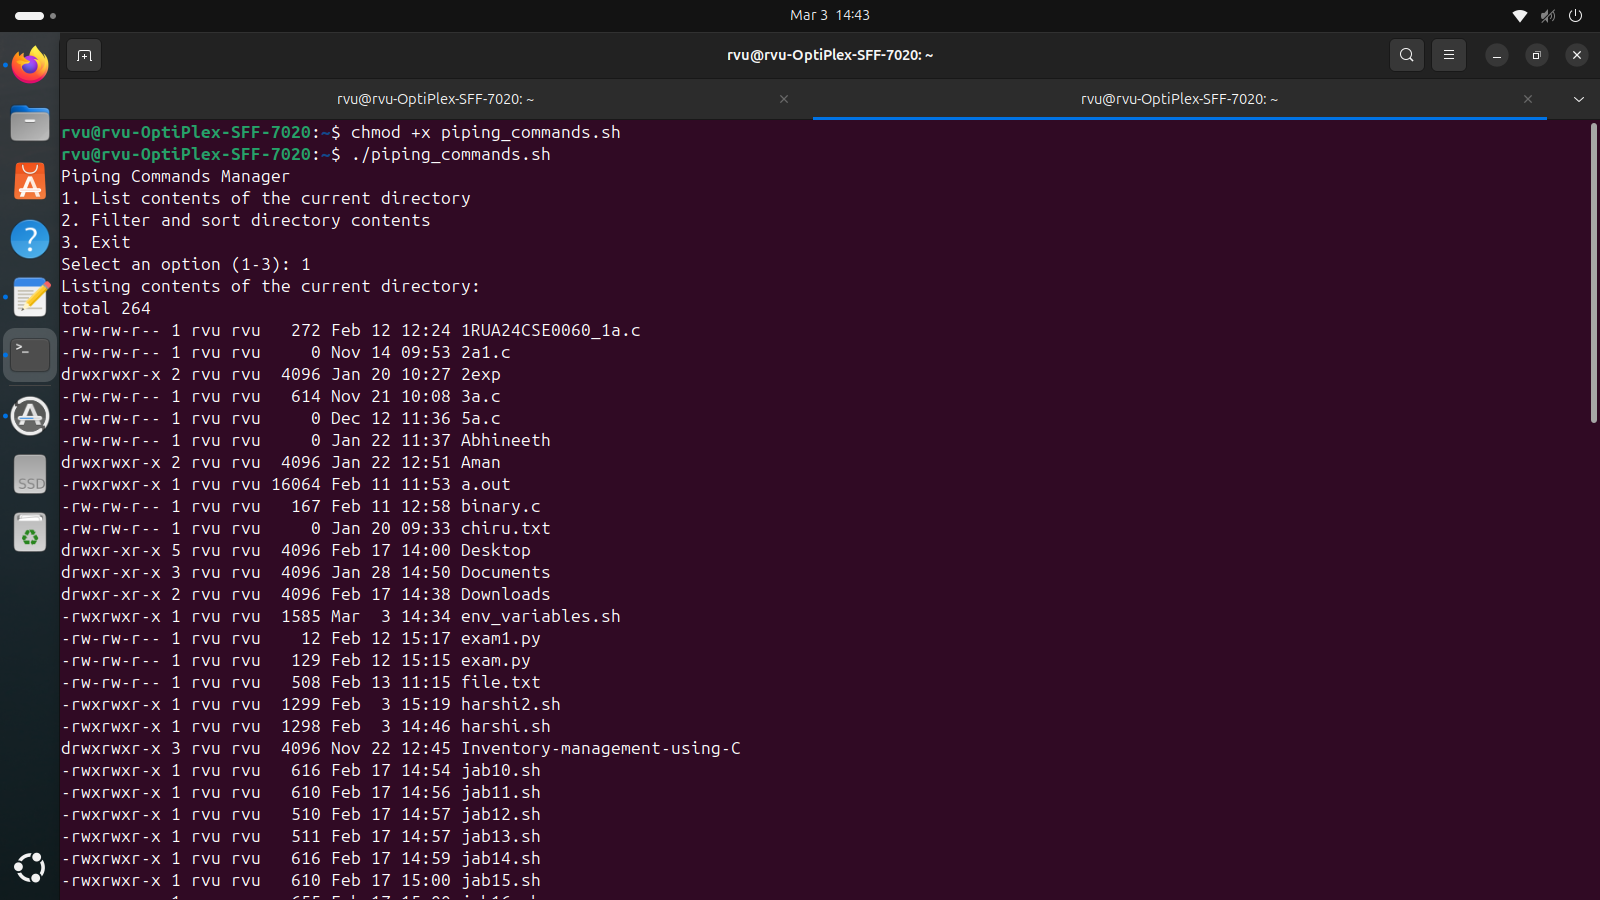 Mar 3 14:43
rvu@rvu-OptiPlex-SFF-7020: ~
rvu@rvu-OptiPlex-SFF-7020: ~
rvu@rvu-OptiPlex-SFF-7020: ~
rvu@rvu-OptiPlex-SFF-7020:~$ chmod +x piping_commands.sh
rvu@rvu-OptiPlex-SFF-7020:~$ ./piping_commands.sh
Piping Commands Manager
1. List contents of the current directory
2. Filter and sort directory contents
3. Exit
Select an option (1-3): 1
Listing contents of the current directory:
total 264
-rw-rw-r-- 1 rvu rvu   272 Feb 12 12:24 1RUA24CSE0060_1a.c
-rw-rw-r-- 1 rvu rvu     0 Nov 14 09:53 2a1.c
drwxrwxr-x 2 rvu rvu  4096 Jan 20 10:27 2exp
-rw-rw-r-- 1 rvu rvu   614 Nov 21 10:08 3a.c
-rw-rw-r-- 1 rvu rvu     0 Dec 12 11:36 5a.c
-rw-rw-r-- 1 rvu rvu     0 Jan 22 11:37 Abhineeth
drwxrwxr-x 2 rvu rvu  4096 Jan 22 12:51 Aman
-rwxrwxr-x 1 rvu rvu 16064 Feb 11 11:53 a.out
-rw-rw-r-- 1 rvu rvu   167 Feb 11 12:58 binary.c
-rw-rw-r-- 1 rvu rvu     0 Jan 20 09:33 chiru.txt
drwxr-xr-x 5 rvu rvu  4096 Feb 17 14:00 Desktop
drwxr-xr-x 3 rvu rvu  4096 Jan 28 14:50 Documents
drwxr-xr-x 2 rvu rvu  4096 Feb 17 14:38 Downloads
-rwxrwxr-x 1 rvu rvu  1585 Mar  3 14:34 env_variables.sh
-rw-rw-r-- 1 rvu rvu    12 Feb 12 15:17 exam1.py
-rw-rw-r-- 1 rvu rvu   129 Feb 12 15:15 exam.py
-rw-rw-r-- 1 rvu rvu   508 Feb 13 11:15 file.txt
-rwxrwxr-x 1 rvu rvu  1299 Feb  3 15:19 harshi2.sh
-rwxrwxr-x 1 rvu rvu  1298 Feb  3 14:46 harshi.sh
drwxrwxr-x 3 rvu rvu  4096 Nov 22 12:45 Inventory-management-using-C
-rwxrwxr-x 1 rvu rvu   616 Feb 17 14:54 jab10.sh
-rwxrwxr-x 1 rvu rvu   610 Feb 17 14:56 jab11.sh
-rwxrwxr-x 1 rvu rvu   510 Feb 17 14:57 jab12.sh
-rwxrwxr-x 1 rvu rvu   511 Feb 17 14:57 jab13.sh
-rwxrwxr-x 1 rvu rvu   616 Feb 17 14:59 jab14.sh
-rwxrwxr-x 1 rvu rvu   610 Feb 17 15:00 jab15.sh
SSD